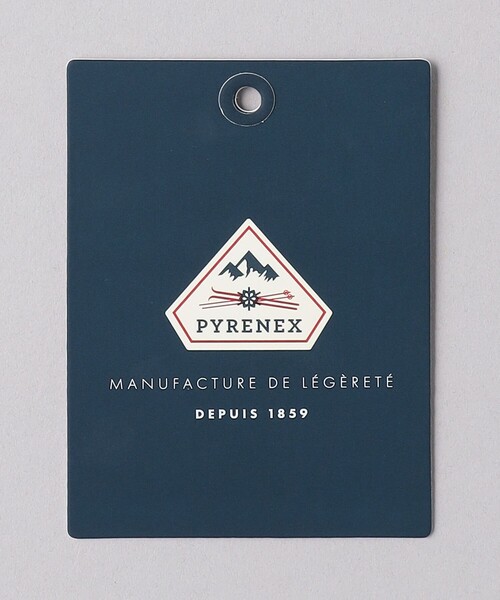 PYRENEX
MANUFACTURE DE LÉGÈRETÉ
DEPUIS 1859